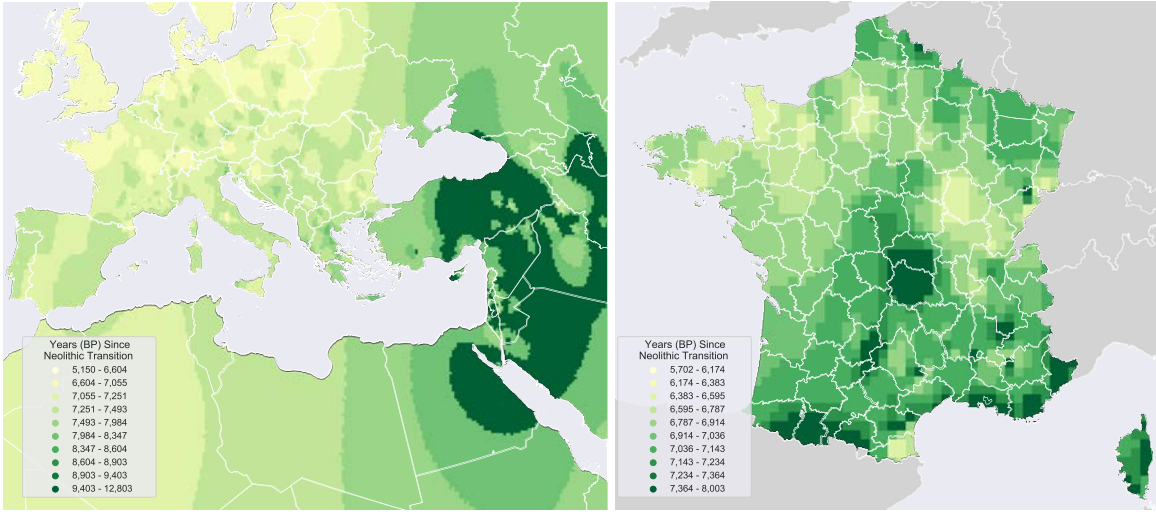 Years (BP) Since
Neolithic Transition
5,150 - 6,604
6,604 - 7,055
7,055 - 7,251
7,251 - 7,493
7,493 - 7,984
7,984 - 8,347
8,347 - 8,604
8,604 - 8,903
8,903 - 9,403
9,403 - 12,803
Years (BP) Since
Neolithic Transition
5,702 - 6,174
6,174 - 6,383
6,383 - 6,595
6,595 - 6,787
6,787 - 6,914
6,914 - 7,036
7,036 - 7,143
7,143 - 7,234
7,234 - 7,364
7,364 - 8,003